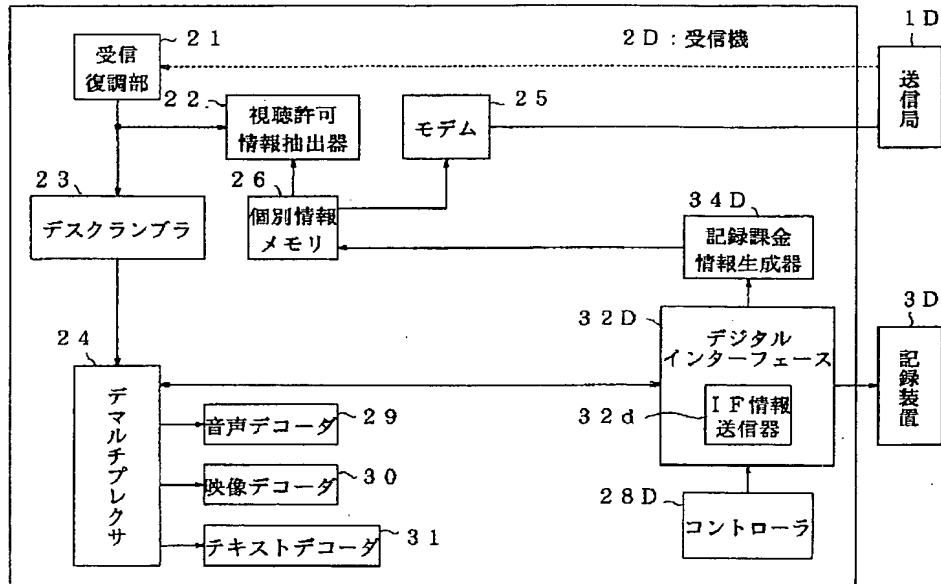 21
受信
復調部
2D:受信機
1D
送信局
22
視聴許可
情報抽出器
25
モデム
23
デスクランブラ
26
個別情報
メモリ
34D
記録課金
情報生成器
3D
記録装置
32D
デジタル
インターフェース
32d
IF情報
送信器
24
デマルチプレクサ
29
音声デコーダ
30
映像デコーダ
31
テキストデコーダ
28D
コントローラ